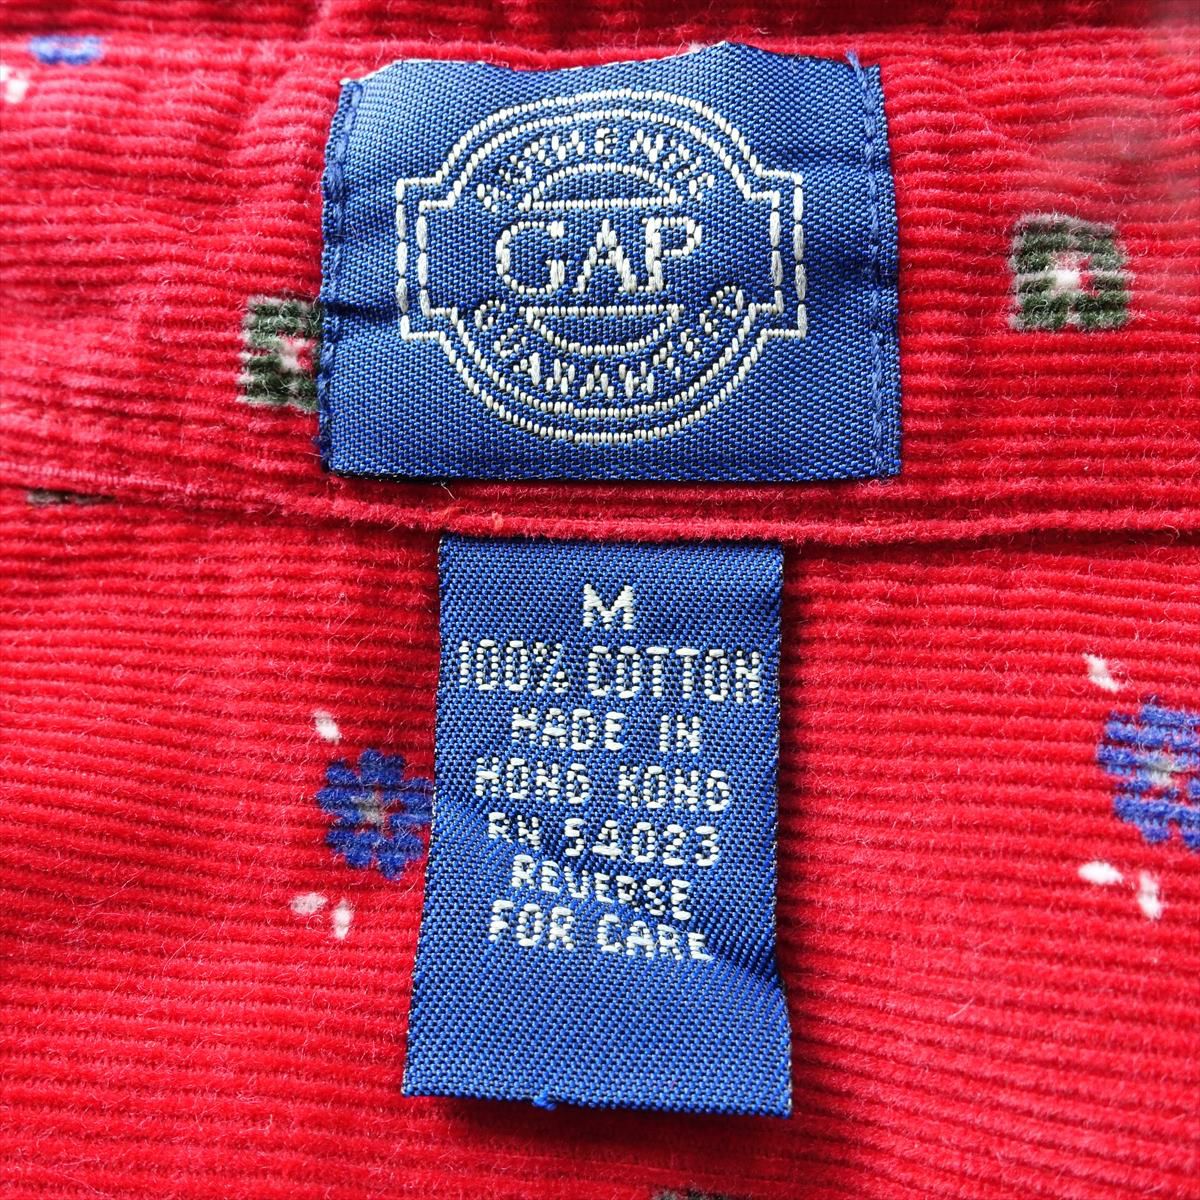 AUTHENTIC
GAP
GUARANTEED
M
100% COTTON
MADE IN
HONG KONG
RN 54023
REVERSE
FOR CARE